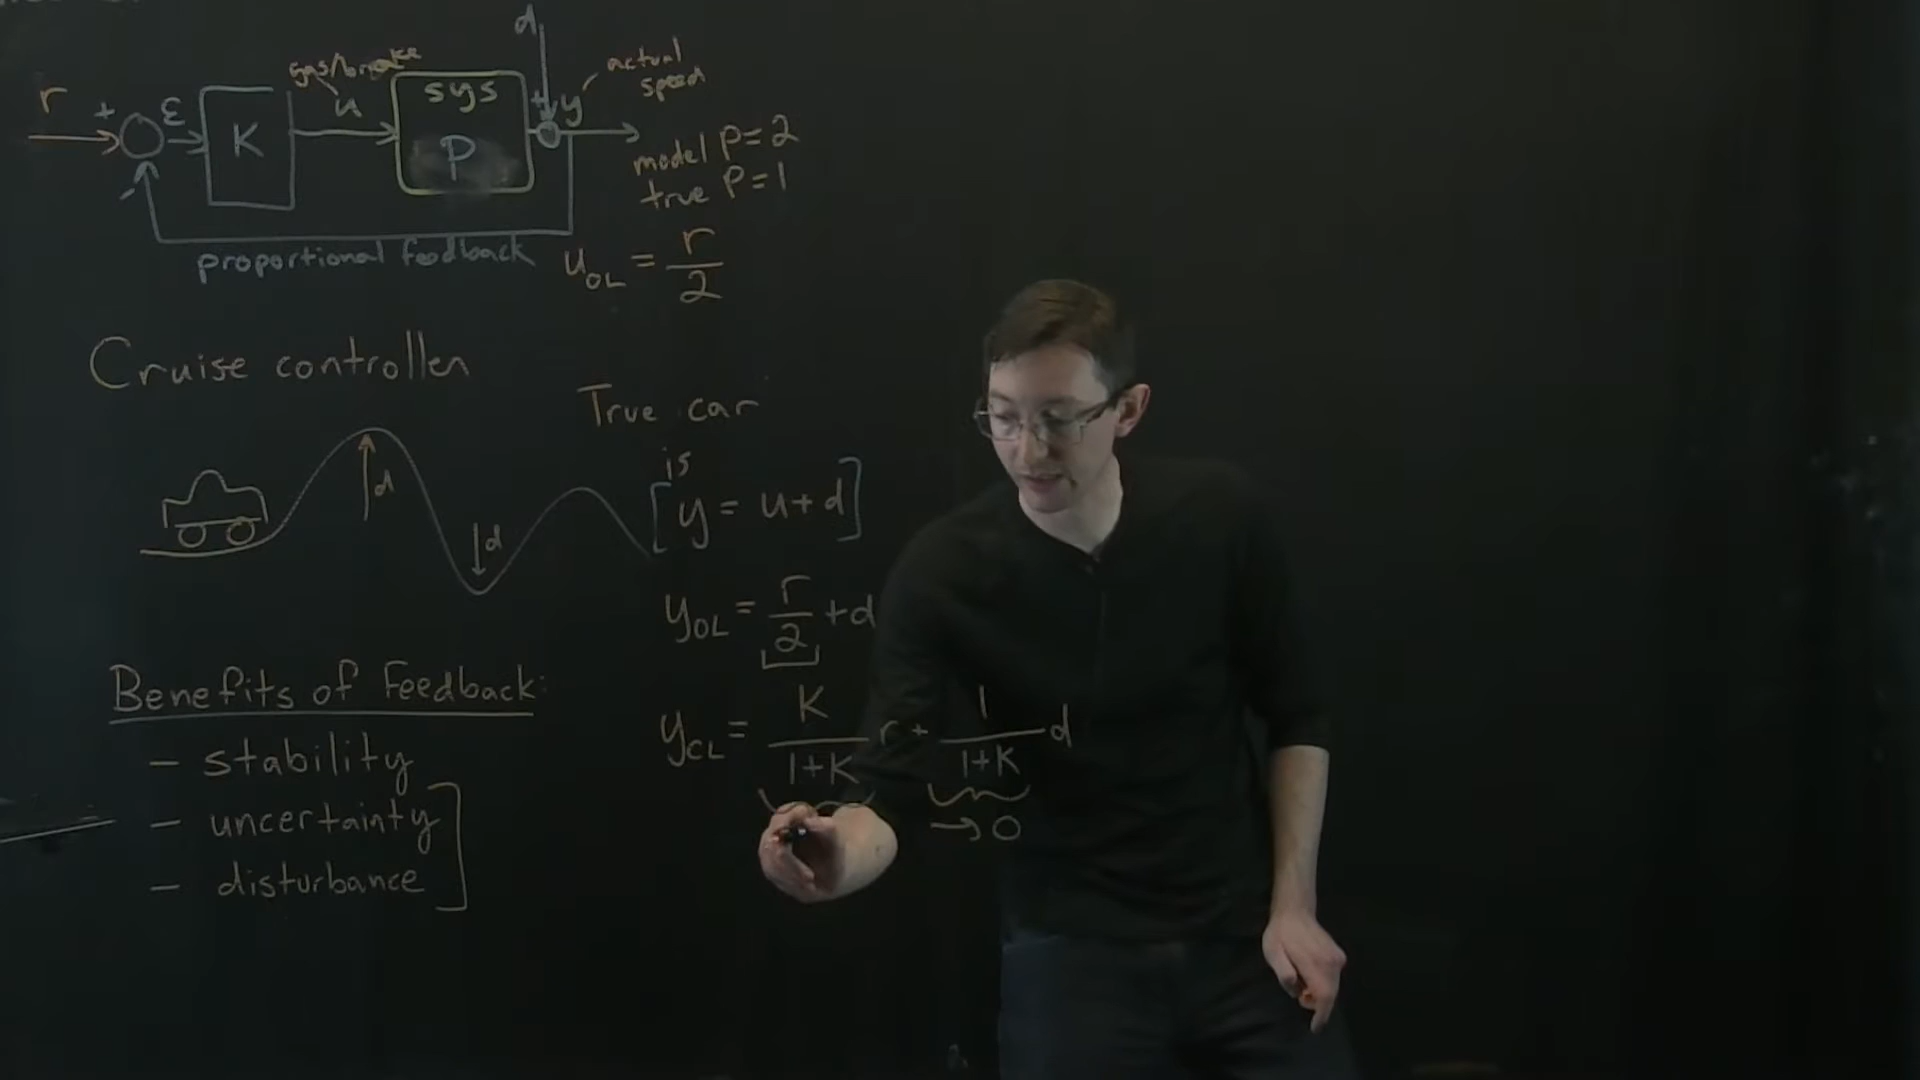 d
gas/brake
actual
speed
r + ε K u sys P + y
-
model P=2
true P=1
proportional feedback
u_OL = r/2
Cruise controller
True car
is
[y = u+d]
d
d
y_OL = r/2 + d
Benefits of Feedback:
- stability
- uncertainty
- disturbance
y_CL = K/(1+K) r + 1/(1+K) d
→ 0